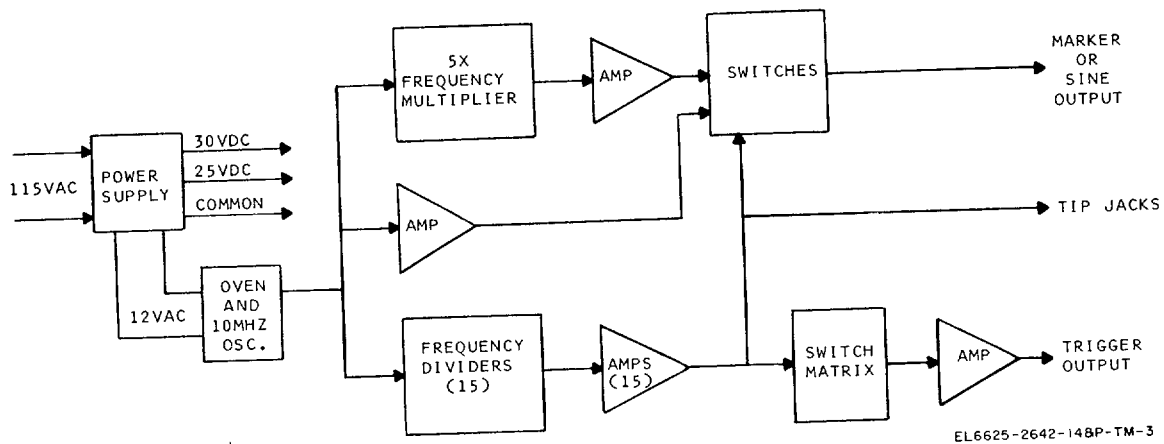 5X
FREQUENCY
MULTIPLIER
AMP
SWITCHES
MARKER
OR
SINE
OUTPUT
115VAC
POWER
SUPPLY
30VDC
25VDC
COMMON
AMP
TIP JACKS
12VAC
OVEN
AND
10MHZ
OSC.
FREQUENCY
DIVIDERS
(15)
AMPS
(15)
SWITCH
MATRIX
AMP
TRIGGER
OUTPUT
EL6625-2642-148P-TM-3